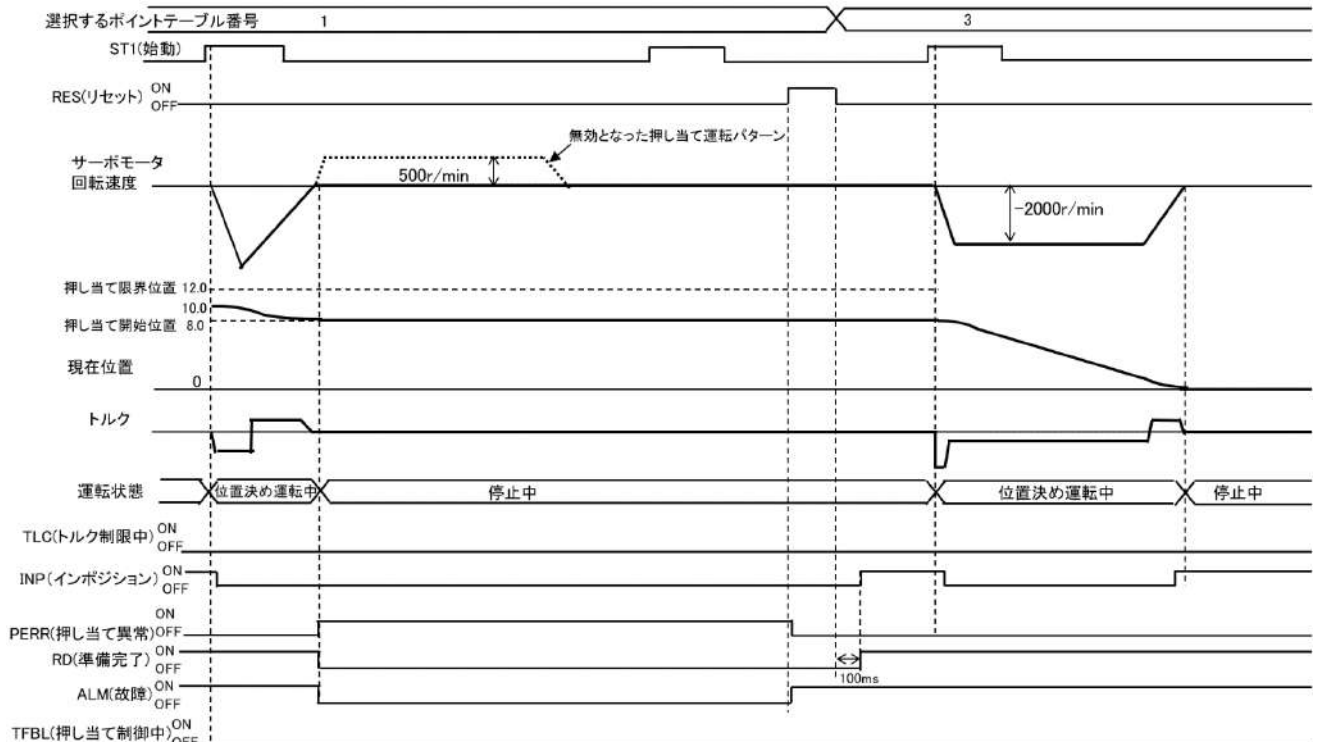 選択するポイントテーブル番号 1 3
ST1(始動)
RES(リセット) ON
OFF
無効となった押し当て運転パターン
サーボモータ
回転速度
500r/min
-2000r/min
押し当て限界位置 12.0
10.0
押し当て開始位置 8.0
現在位置
0
トルク
運転状態 位置決め運転中 停止中 位置決め運転中 停止中
TLC(トルク制限中) ON
OFF
INP(インポジション) ON
OFF
ON
PERR(押し当て異常)OFF
RD(準備完了) ON
OFF
100ms
ALM(故障) ON
OFF
TFBL(押し当て制御中)ON
OFF